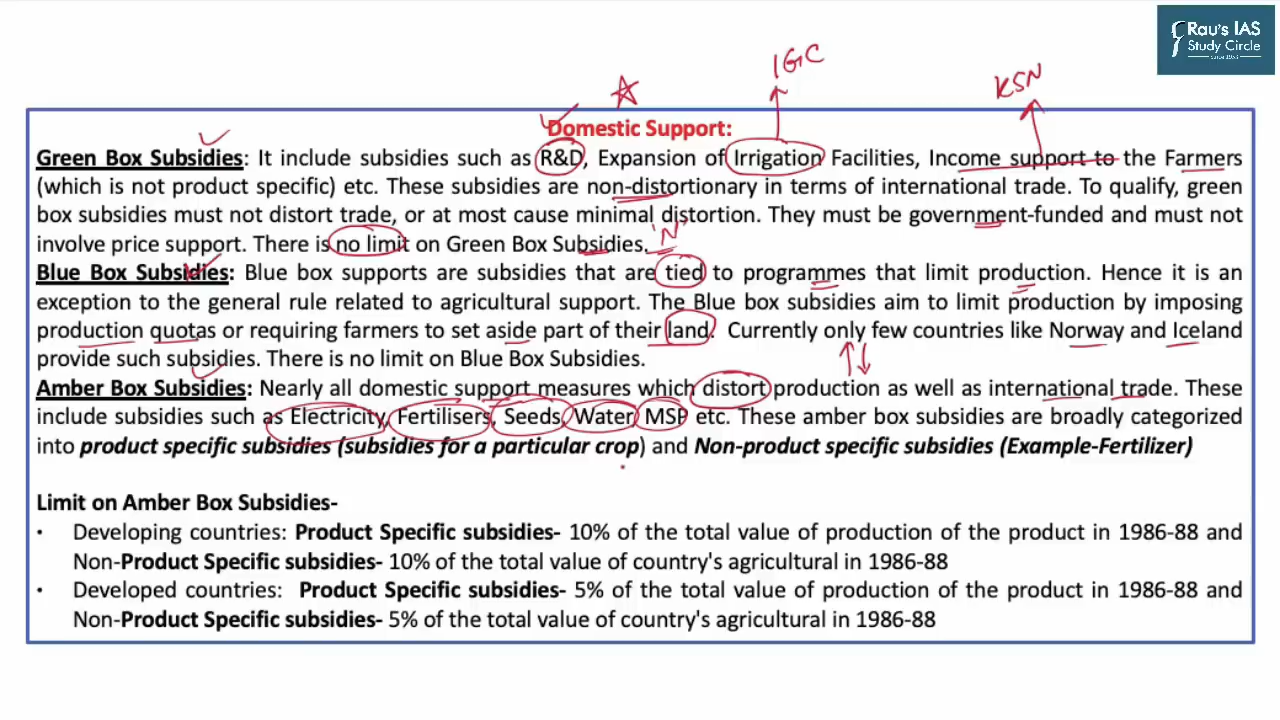 Rau's IAS
Study Circle
since 1953
IGC
KSN
Domestic Support:
Green Box Subsidies: It include subsidies such as R&D, Expansion of Irrigation Facilities, Income support to the Farmers
(which is not product specific) etc. These subsidies are non-distortionary in terms of international trade. To qualify, green
box subsidies must not distort trade, or at most cause minimal distortion. They must be government-funded and must not
involve price support. There is no limit on Green Box Subsidies. 'N'
Blue Box Subsidies: Blue box supports are subsidies that are tied to programmes that limit production. Hence it is an
exception to the general rule related to agricultural support. The Blue box subsidies aim to limit production by imposing
production quotas or requiring farmers to set aside part of their land. Currently only few countries like Norway and Iceland
provide such subsidies. There is no limit on Blue Box Subsidies.
Amber Box Subsidies: Nearly all domestic support measures which distort production as well as international trade. These
include subsidies such as Electricity, Fertilisers, Seeds, Water, MSP etc. These amber box subsidies are broadly categorized
into product specific subsidies (subsidies for a particular crop) and Non-product specific subsidies (Example-Fertilizer)
Limit on Amber Box Subsidies-
• Developing countries: Product Specific subsidies- 10% of the total value of production of the product in 1986-88 and
Non-Product Specific subsidies- 10% of the total value of country's agricultural in 1986-88
• Developed countries: Product Specific subsidies- 5% of the total value of production of the product in 1986-88 and
Non-Product Specific subsidies- 5% of the total value of country's agricultural in 1986-88